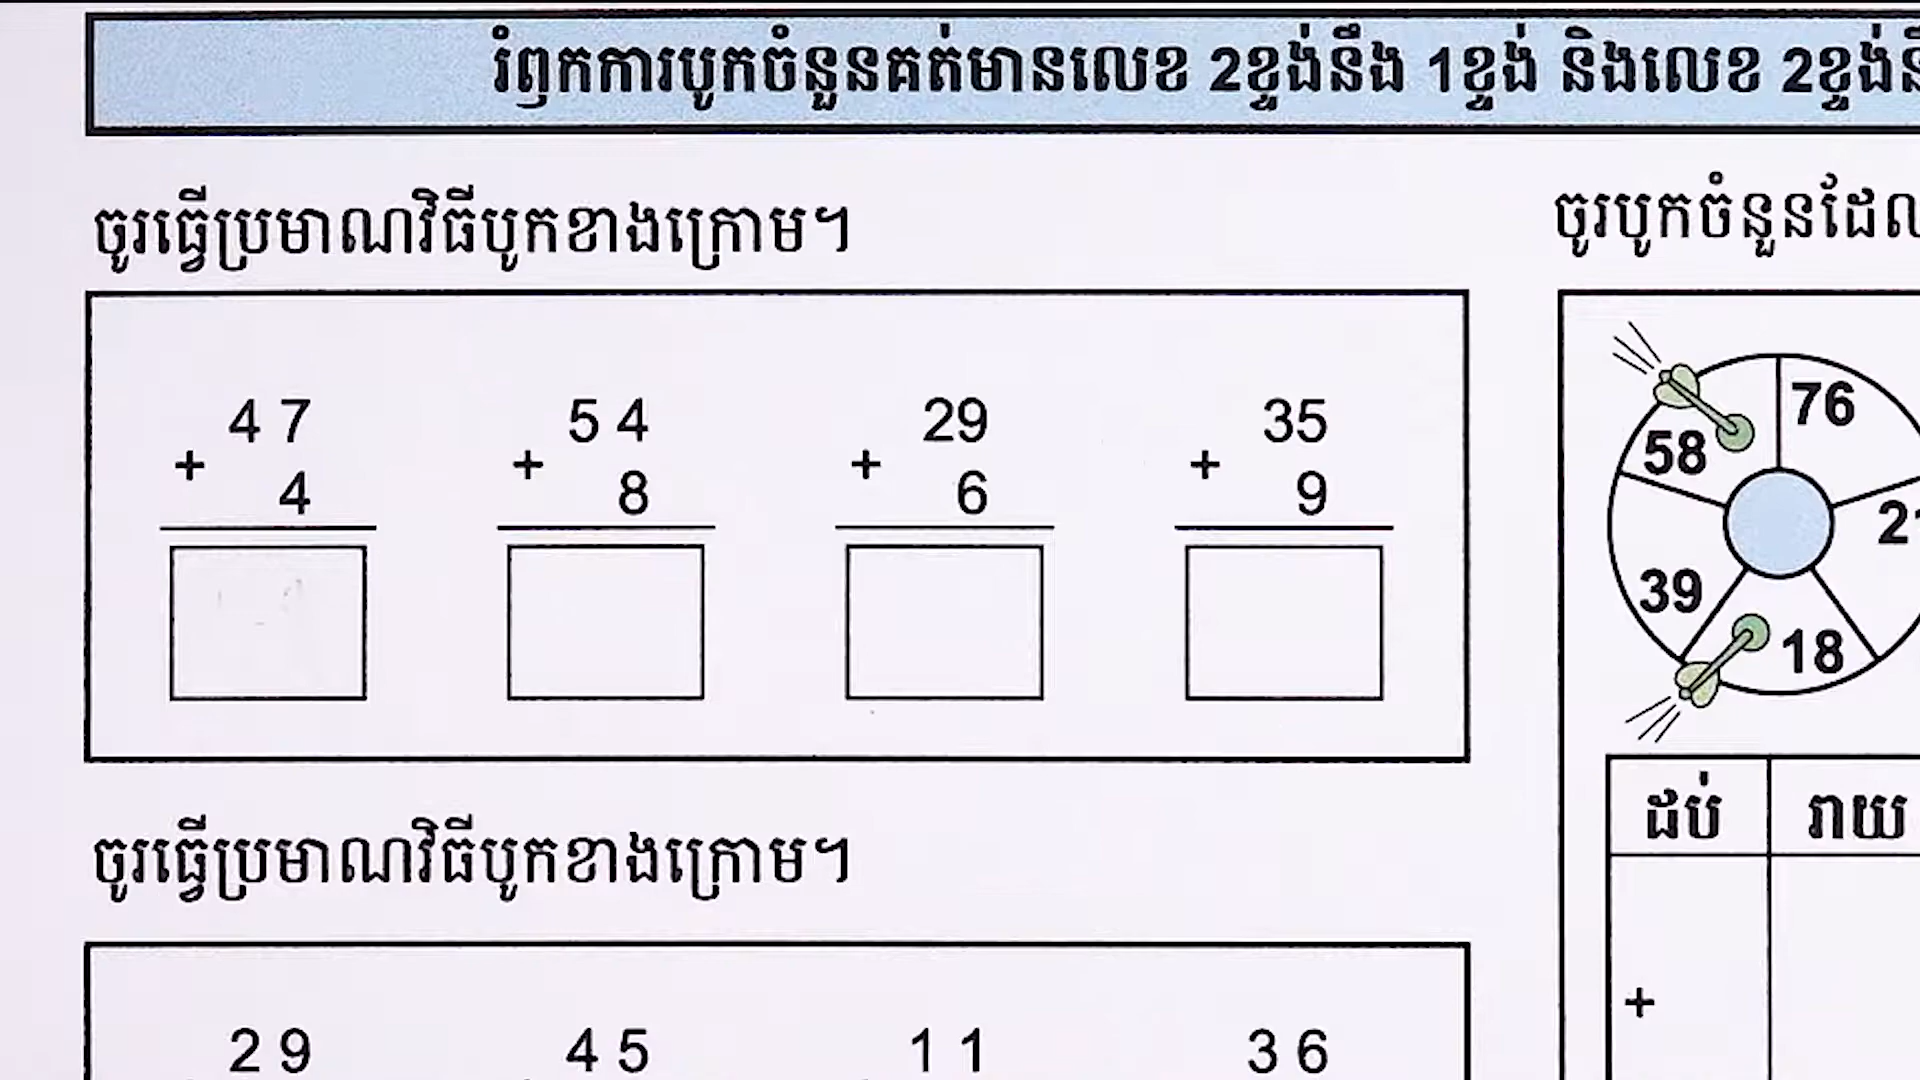 រំឭកការបូកចំនួនគត់មានលេខ 2ខ្ទង់នឹង 1ខ្ទង់ និងលេខ 2ខ្ទង់
ចូរធ្វើប្រមាណវិធីបូកខាងក្រោម។
47 54 29 35
+ + + +
4 8 6 9
ចូរធ្វើប្រមាណវិធីបូកខាងក្រោម។
29 45 11 36
ចូរបូកចំនួនដែល
76
58
39
18
ដប់ រាយ
+